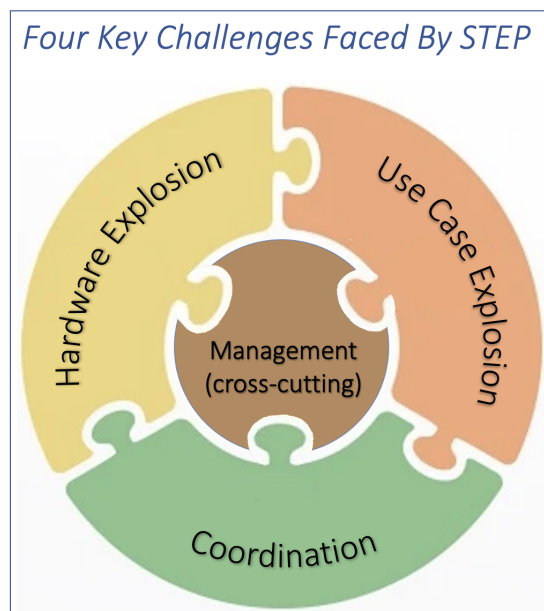 Four Key Challenges Faced By STEP
Hardware Explosion
Use Case Explosion
Management
(cross-cutting)
Coordination